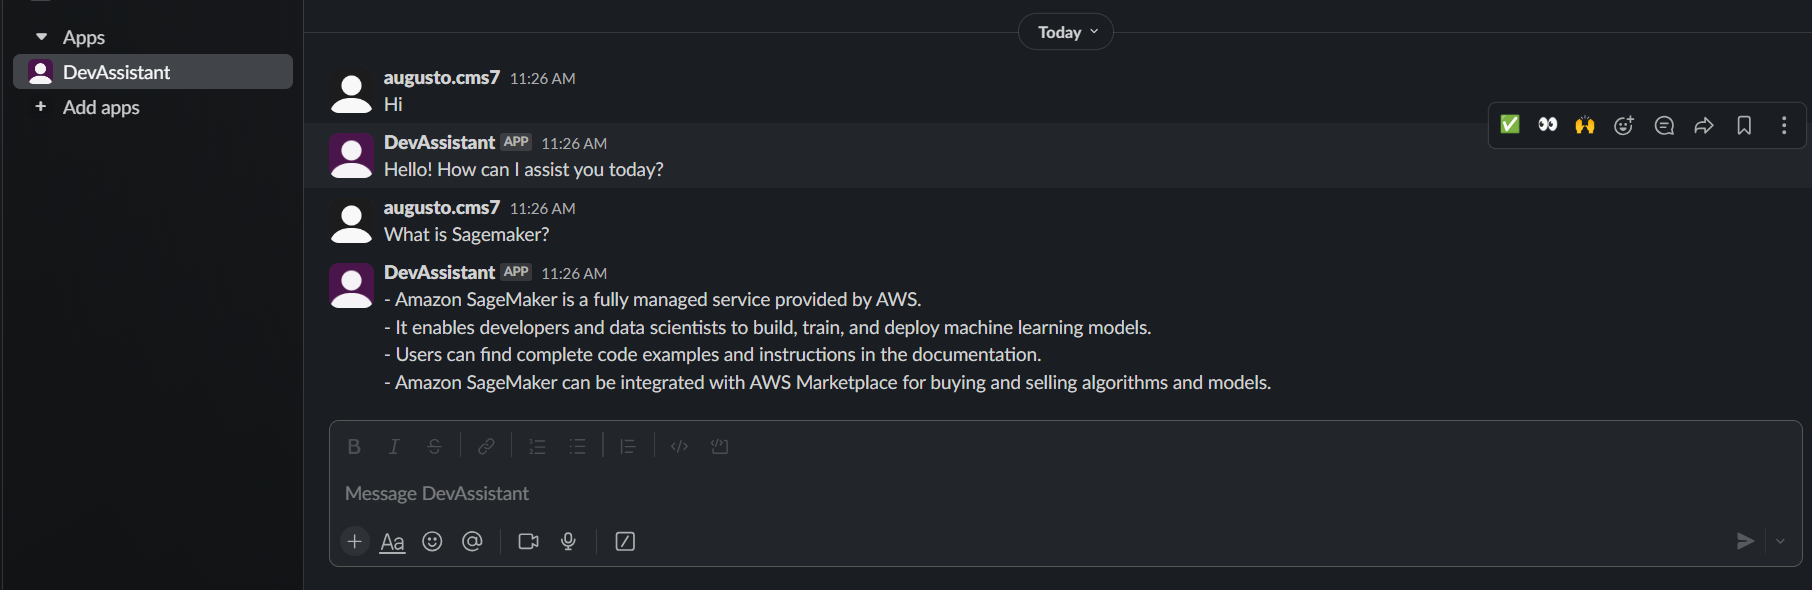 Apps
DevAssistant
+ Add apps
Today
augusto.cms7 11:26 AM
Hi
DevAssistant APP 11:26 AM
Hello! How can I assist you today?
augusto.cms7 11:26 AM
What is Sagemaker?
DevAssistant APP 11:26 AM
- Amazon SageMaker is a fully managed service provided by AWS.
- It enables developers and data scientists to build, train, and deploy machine learning models.
- Users can find complete code examples and instructions in the documentation.
- Amazon SageMaker can be integrated with AWS Marketplace for buying and selling algorithms and models.
B I S
Message DevAssistant
+ Aa @